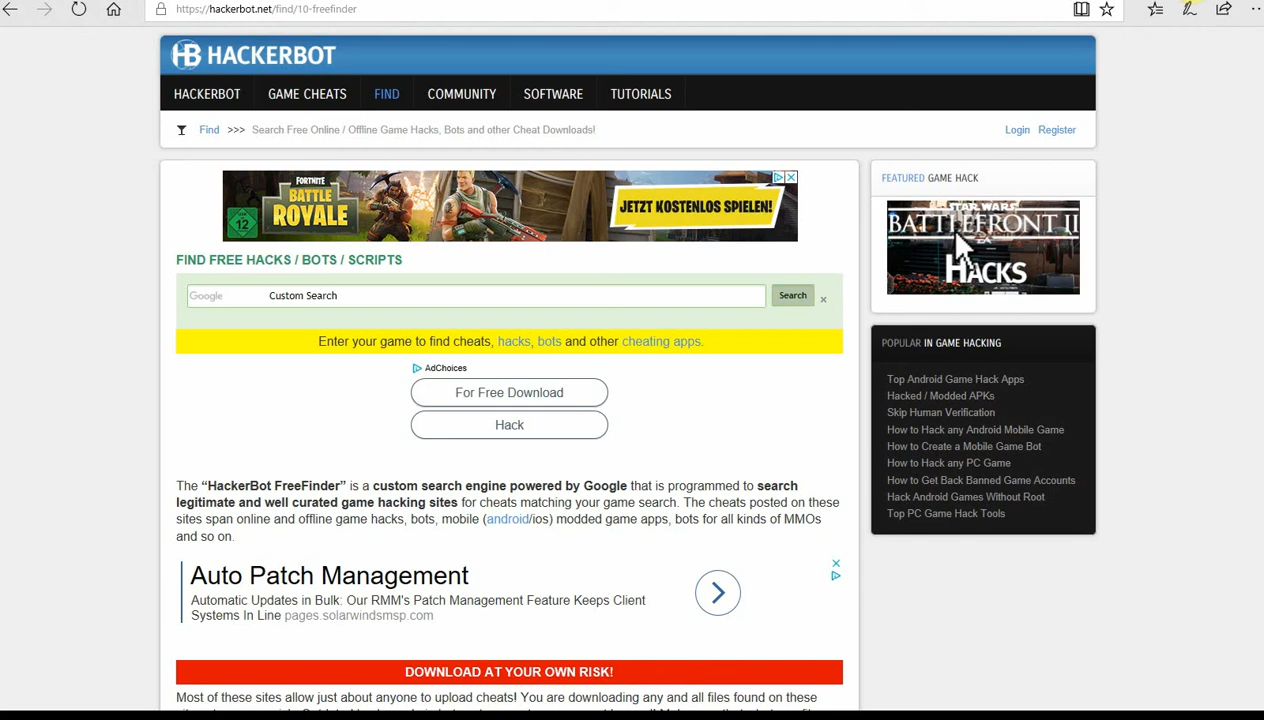 https://hackerbot.net/find/10-freefinder
HB HACKERBOT
HACKERBOT GAME CHEATS FIND COMMUNITY SOFTWARE TUTORIALS
Find >>> Search Free Online / Offline Game Hacks, Bots and other Cheat Downloads!
Login Register
FORTNITE
BATTLE
ROYALE
12
JETZT KOSTENLOS SPIELEN!
FIND FREE HACKS / BOTS / SCRIPTS
Google Custom Search
Search
Enter your game to find cheats, hacks, bots and other cheating apps.
AdChoices
For Free Download
Hack
The “HackerBot FreeFinder” is a custom search engine powered by Google that is programmed to search
legitimate and well curated game hacking sites for cheats matching your game search. The cheats posted on these
sites span online and offline game hacks, bots, mobile (android/ios) modded game apps, bots for all kinds of MMOs
and so on.
Auto Patch Management
Automatic Updates in Bulk: Our RMM's Patch Management Feature Keeps Client
Systems In Line pages.solarwindsmsp.com
DOWNLOAD AT YOUR OWN RISK!
Most of these sites allow just about anyone to upload cheats! You are downloading any and all files found on these
FEATURED GAME HACK
STAR WARS
BATTLEFRONT II
HACKS
POPULAR IN GAME HACKING
Top Android Game Hack Apps
Hacked / Modded APKs
Skip Human Verification
How to Hack any Android Mobile Game
How to Create a Mobile Game Bot
How to Hack any PC Game
How to Get Back Banned Game Accounts
Hack Android Games Without Root
Top PC Game Hack Tools